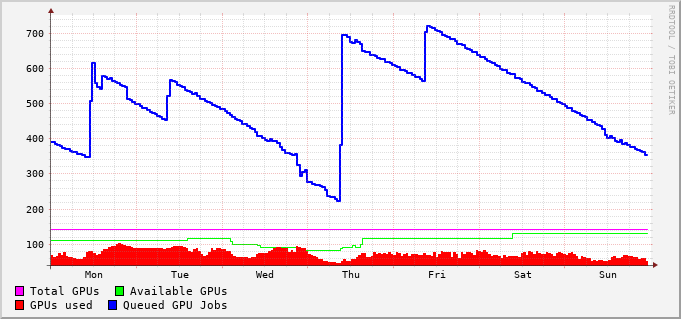 700
600
500
400
300
200
100
Mon Tue Wed Thu Fri Sat Sun
Total GPUs Available GPUs
GPUs used Queued GPU Jobs
RRDTOOL / TOBI OETIKER